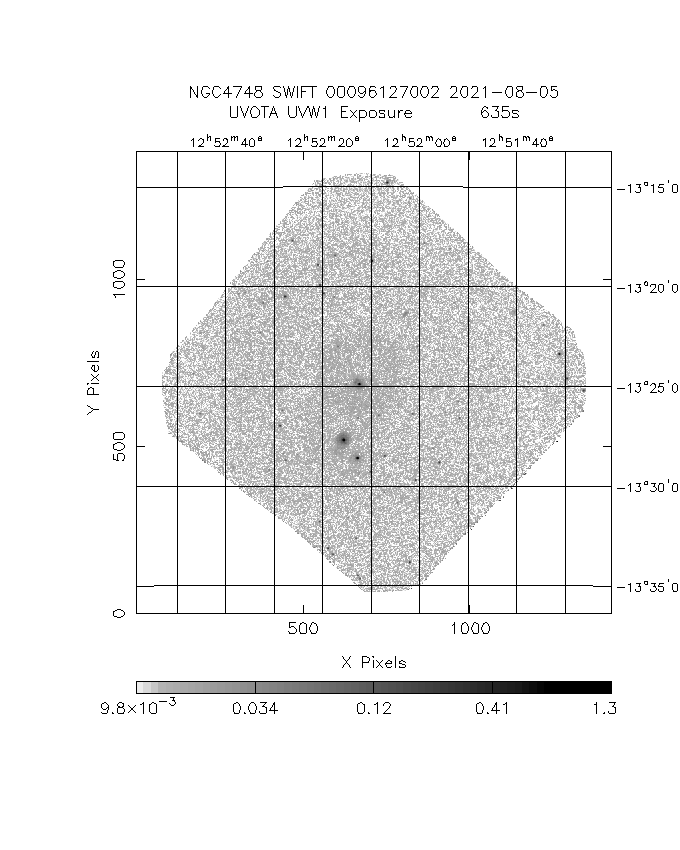 NGC4748 SWIFT 00096127002 2021-08-05
UVOTA UVW1 Exposure 635s
12ʰ52ᵐ40ˢ 12ʰ52ᵐ20ˢ 12ʰ52ᵐ00ˢ 12ʰ51ᵐ40ˢ
-13°15'0
1000
-13°20'0
Y Pixels
-13°25'0
500
-13°30'0
-13°35'0
0
500 1000
X Pixels
9.8×10⁻³ 0.034 0.12 0.41 1.3